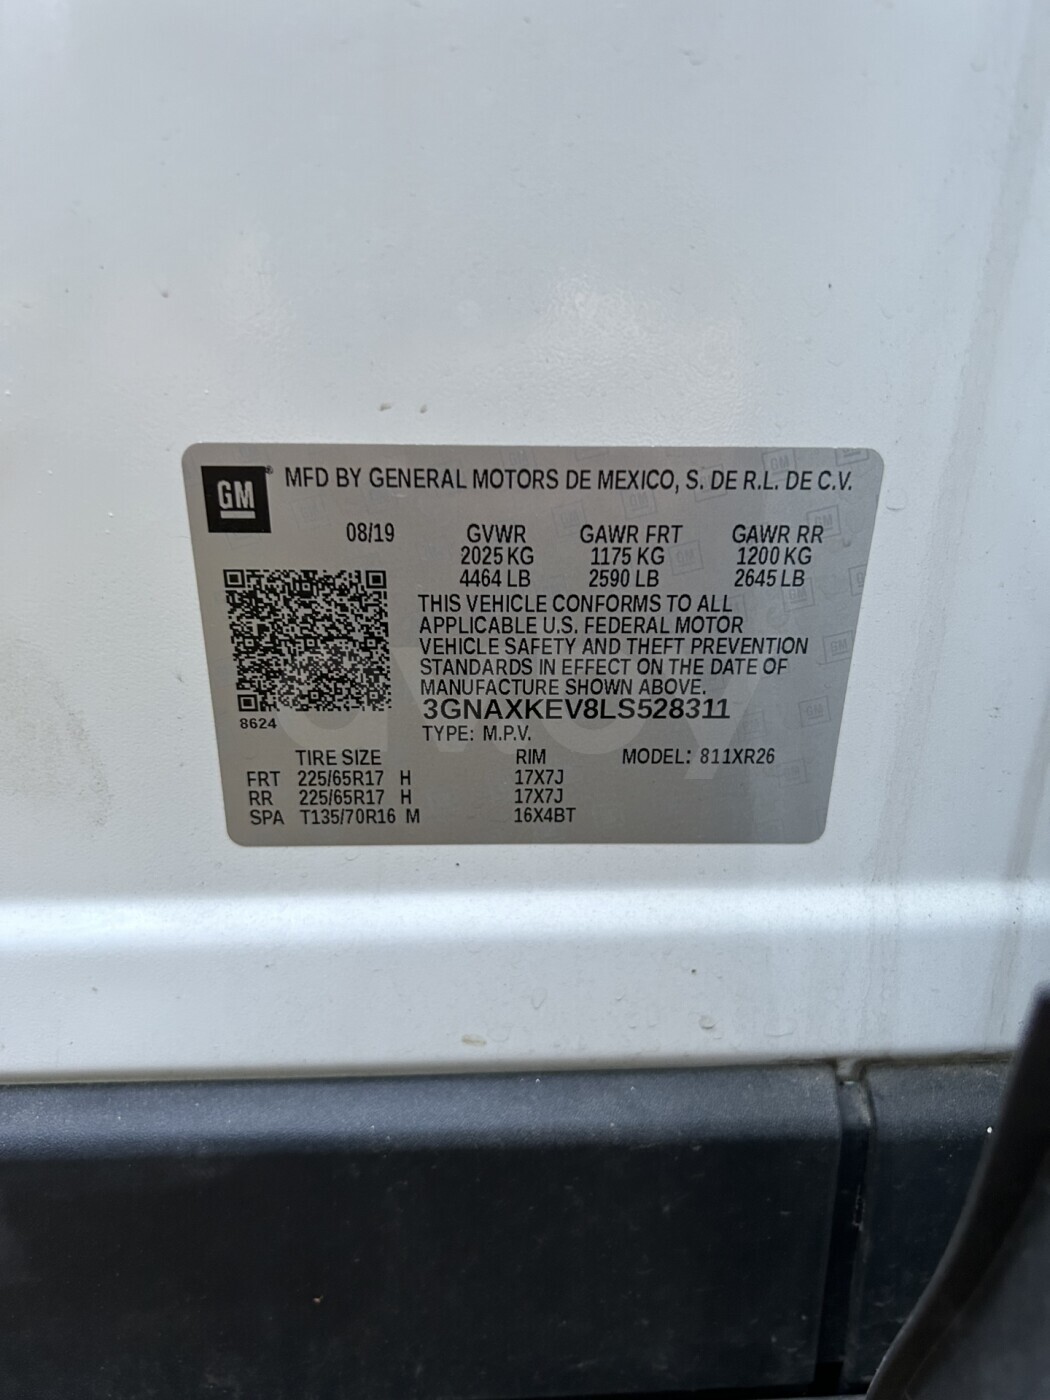 GM
MFD BY GENERAL MOTORS DE MEXICO, S. DE R.L. DE C.V.
08/19 GVWR GAWR FRT GAWR RR
2025 KG 1175 KG 1200 KG
4464 LB 2590 LB 2645 LB
THIS VEHICLE CONFORMS TO ALL
APPLICABLE U.S. FEDERAL MOTOR
VEHICLE SAFETY AND THEFT PREVENTION
STANDARDS IN EFFECT ON THE DATE OF
MANUFACTURE SHOWN ABOVE.
8624
3GNAXKEV8LS528311
TYPE: M.P.V.
TIRE SIZE RIM MODEL: 811XR26
FRT 225/65R17 H 17X7J
RR 225/65R17 H 17X7J
SPA T135/70R16 M 16X4BT